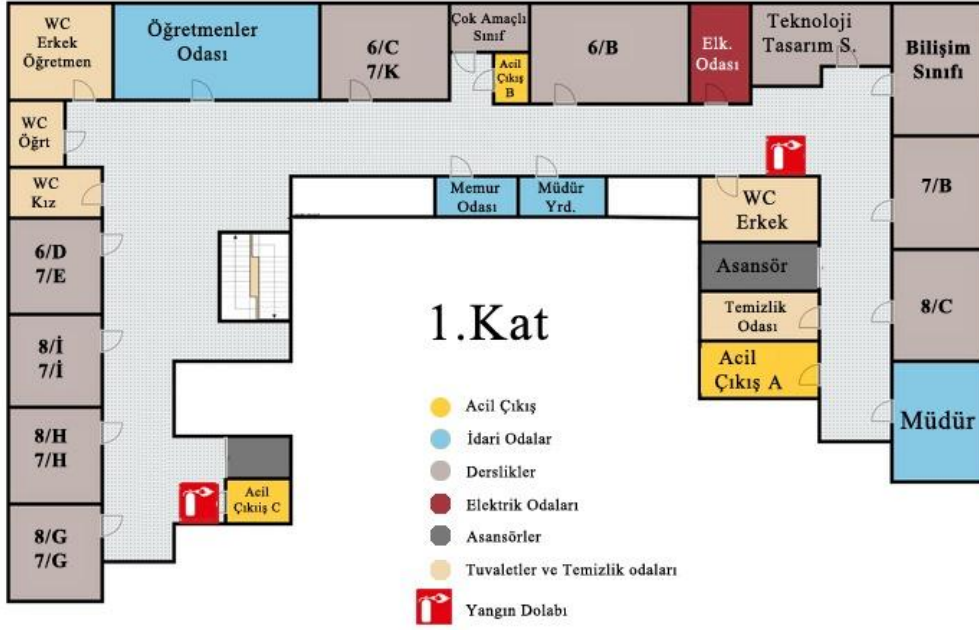 WC
Erkek
Öğretmen
Öğretmenler
Odası
6/C
7/K
Çok Amaçlı
Sınıf
Acil
Çıkış
B
6/B
Elk.
Odası
Teknoloji
Tasarım S.
Bilişim
Sınıfı
WC
Öğrt
WC
Kız
Memur
Odası
Müdür
Yrd.
WC
Erkek
7/B
6/D
7/E
Asansör
8/C
Temizlik
Odası
1.Kat
8/İ
7/İ
Acil
Çıkış A
Müdür
8/H
7/H
Acil
Çıkıiş C
8/G
7/G
Acil Çıkış
İdari Odalar
Derslikler
Elektrik Odaları
Asansörler
Tuvaletler ve Temizlik odaları
Yangın Dolabı